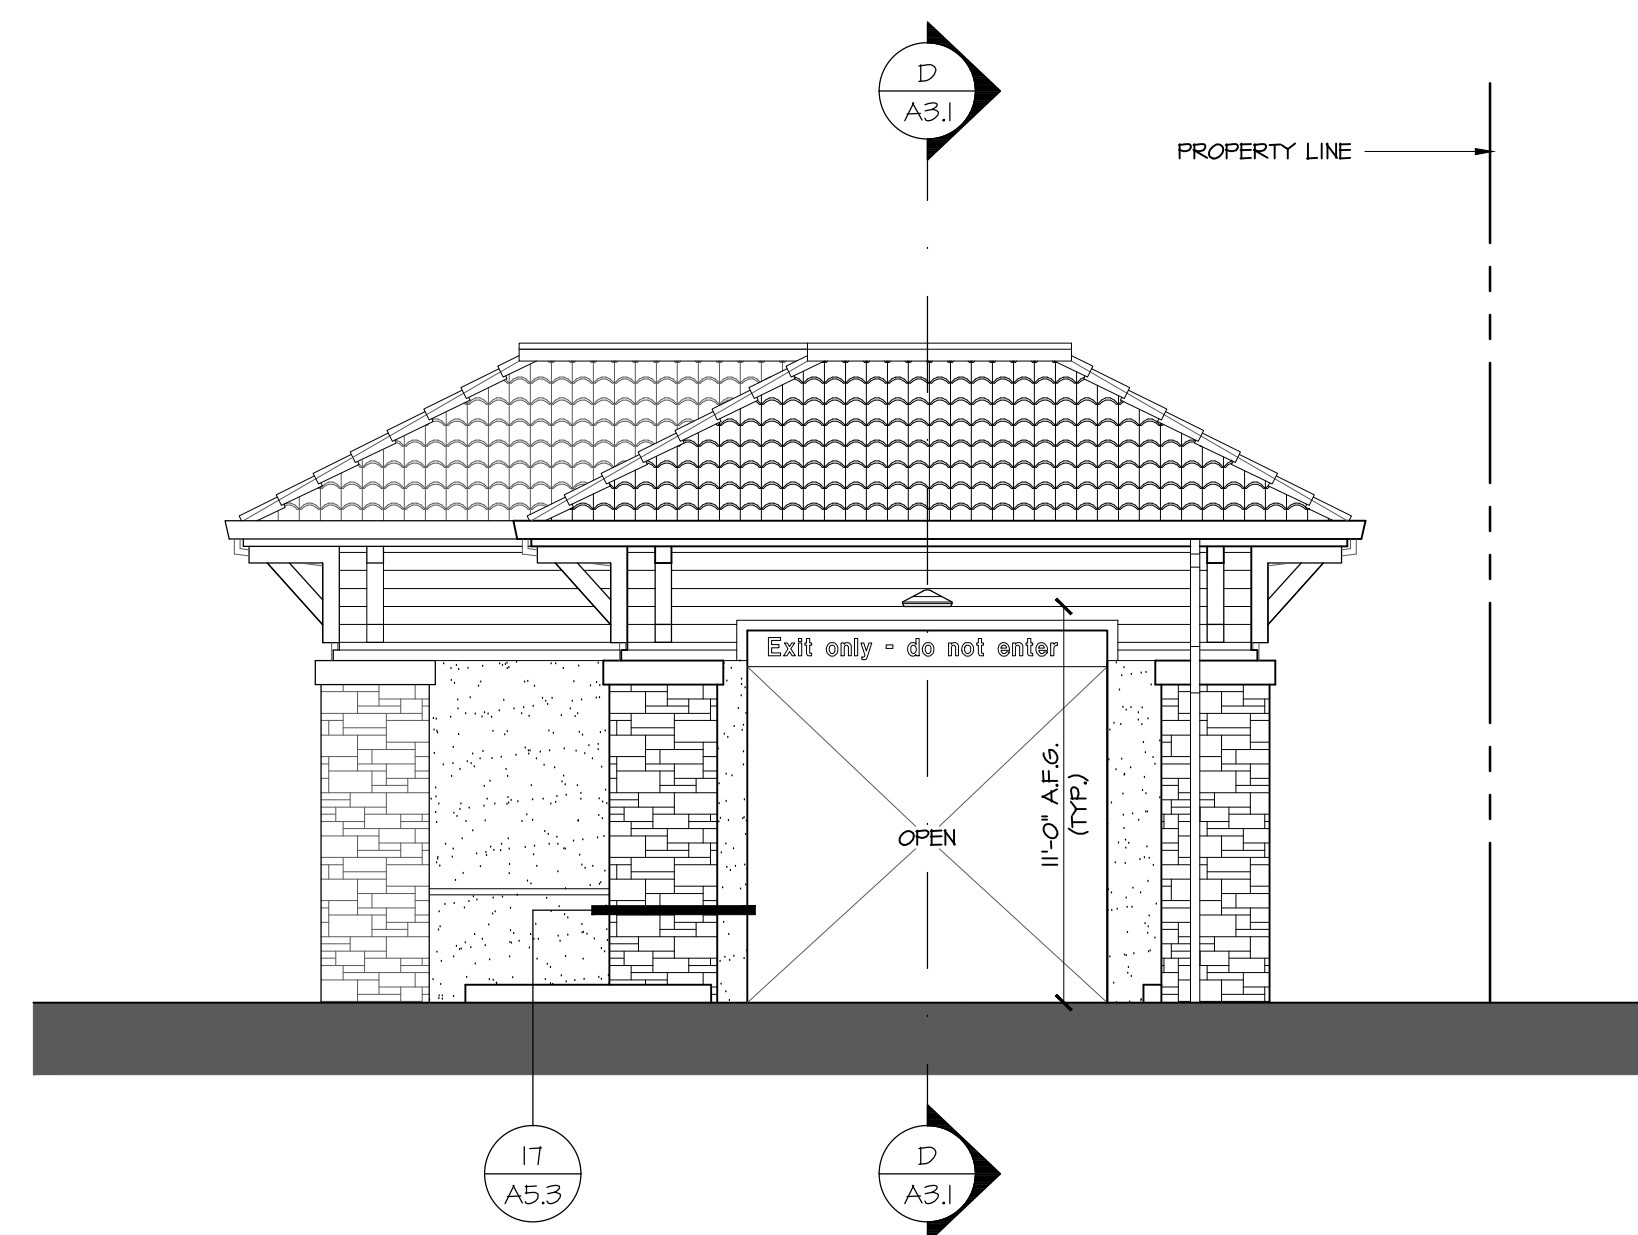 D
A3.1
PROPERTY LINE
Exit only - do not enter
11'-0" A.F.G.
(TYP.)
OPEN
17
A5.3
D
A3.1